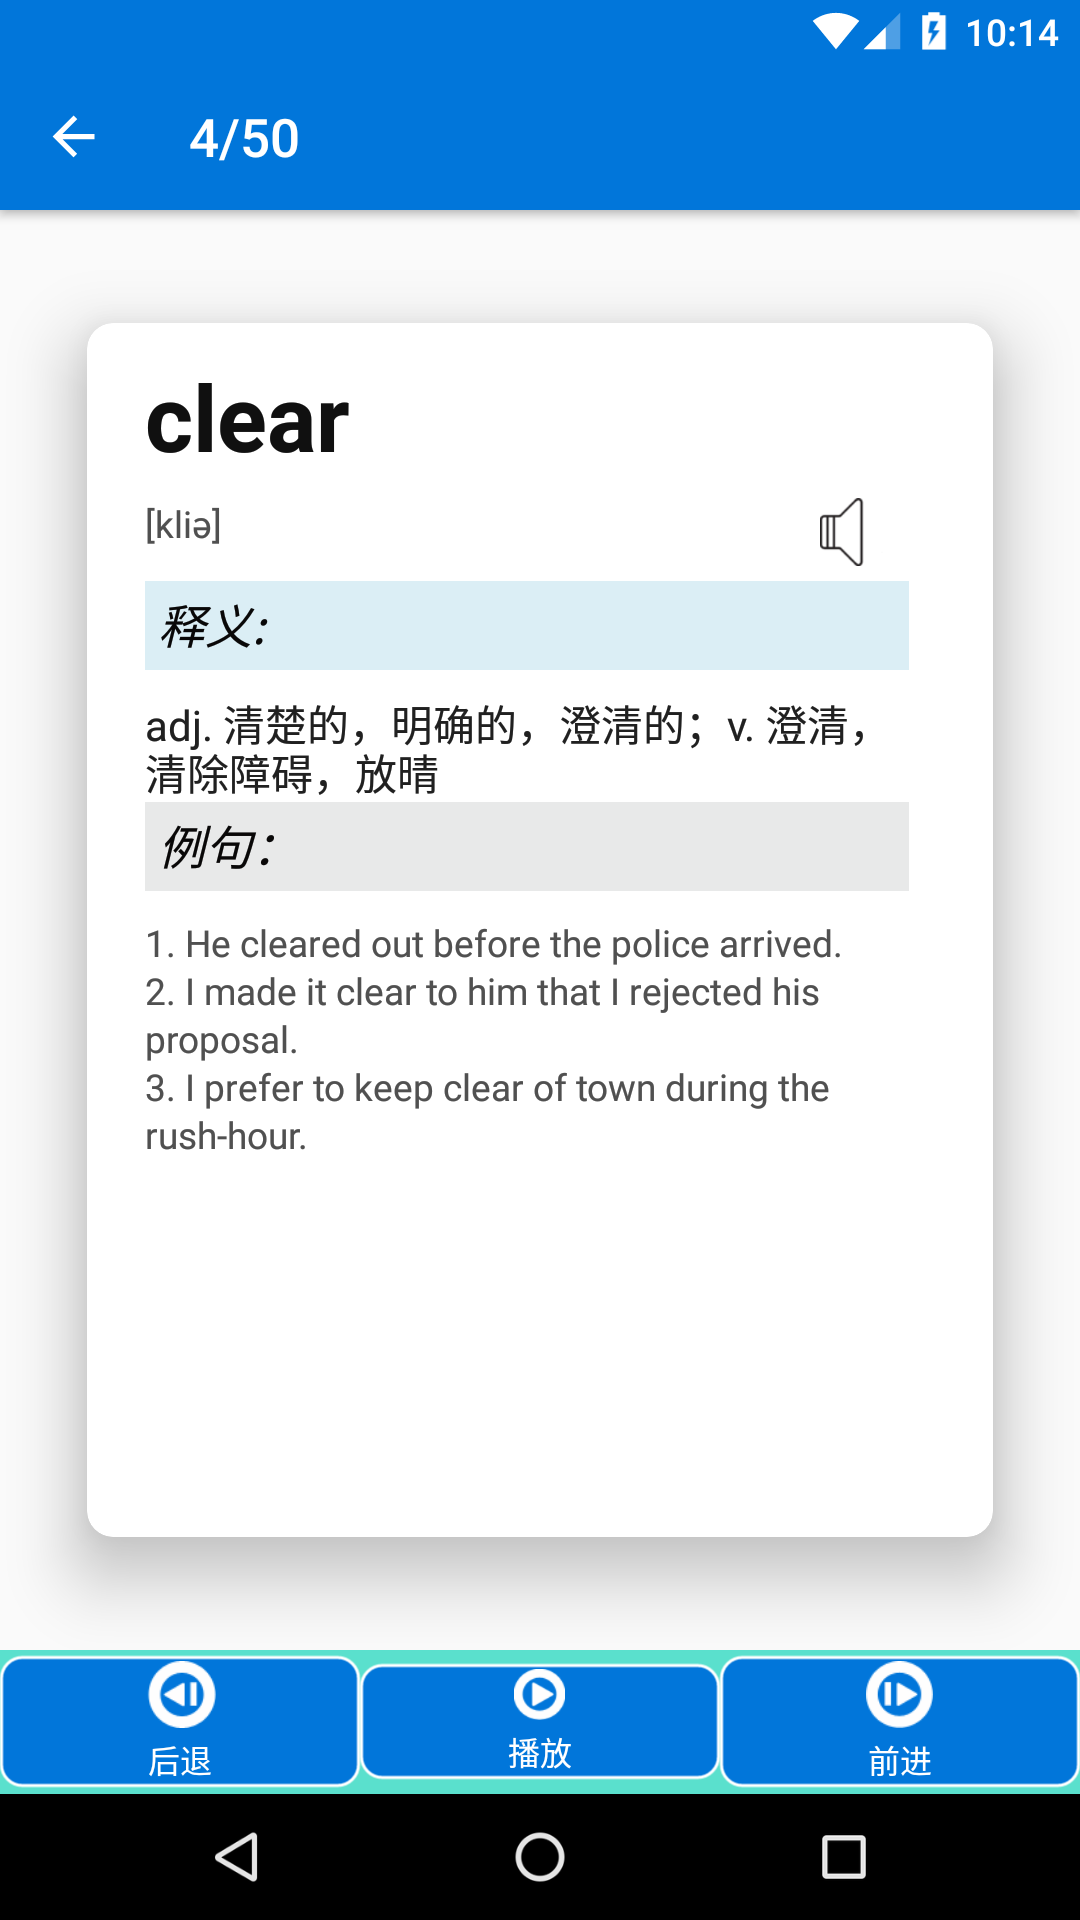 10:14
4/50
clear
[kliə]
释义:
adj. 清楚的，明确的，澄清的；v. 澄清，
清除障碍，放晴
例句：
1. He cleared out before the police arrived.
2. I made it clear to him that I rejected his
proposal.
3. I prefer to keep clear of town during the
rush-hour.
后退
播放
前进